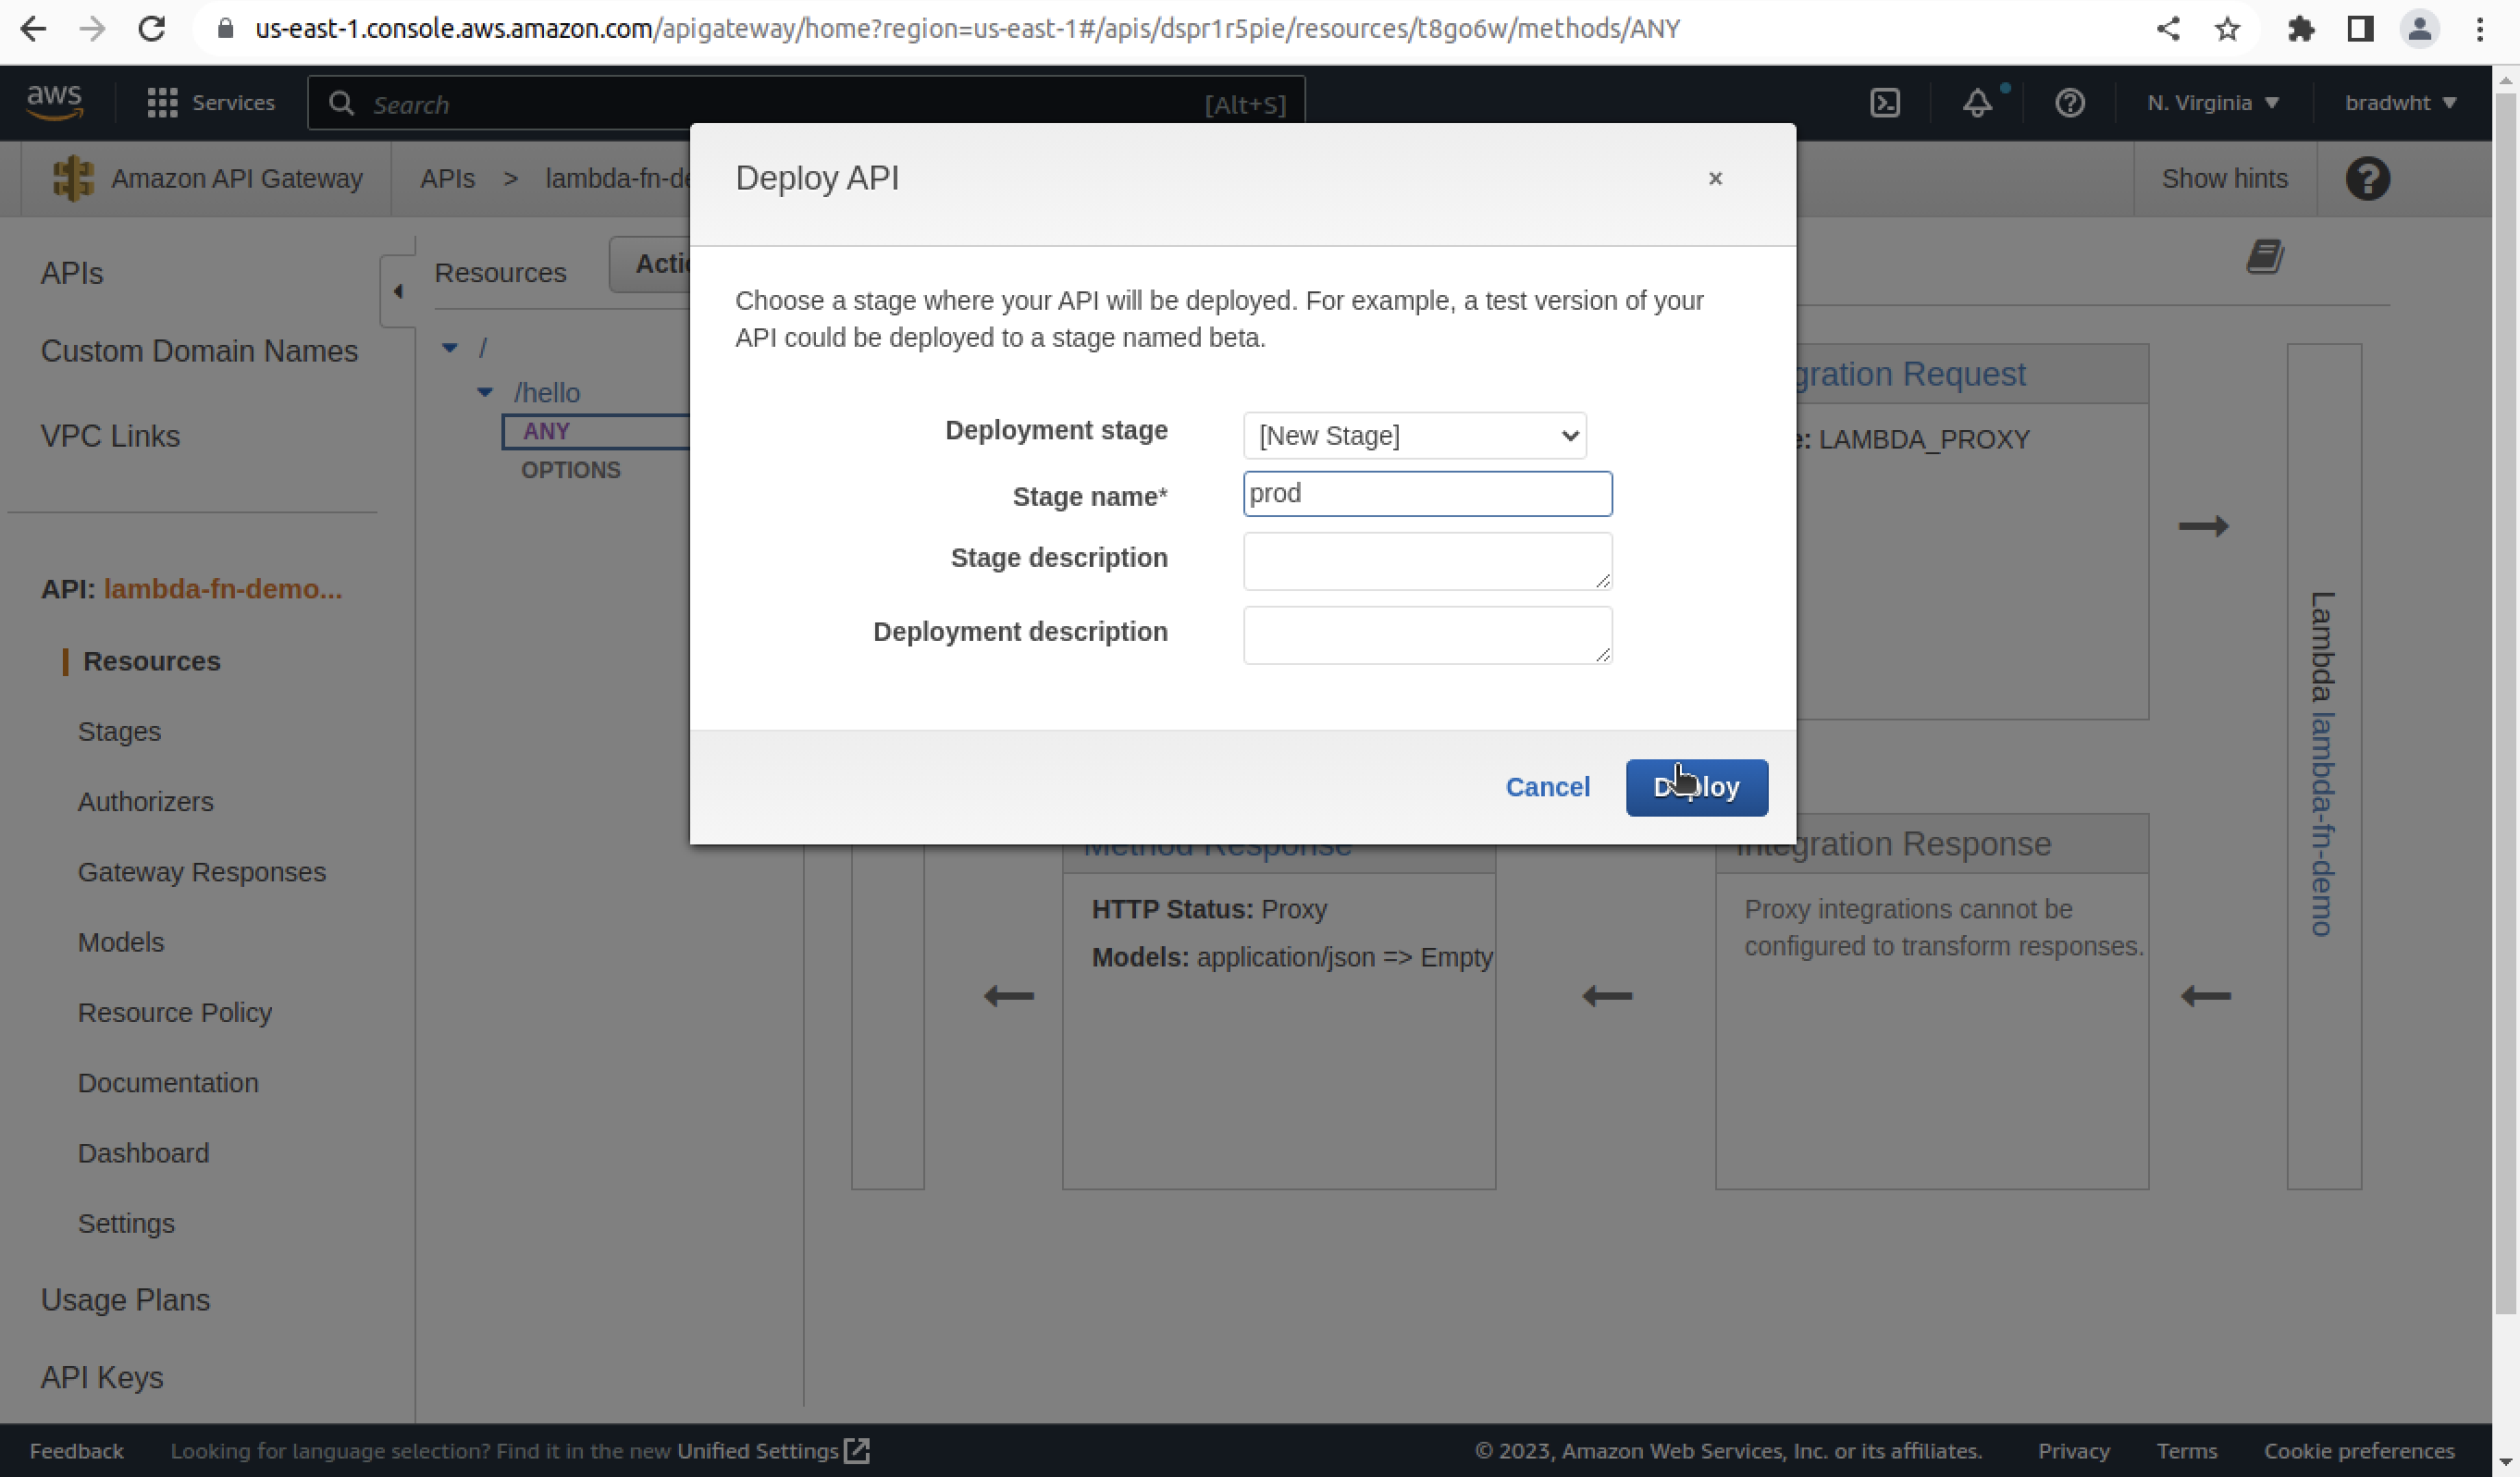 us-east-1.console.aws.amazon.com/apigateway/home?region=us-east-1#/apis/dspr1r5pie/resources/t8go6w/methods/ANY
aws
Services
Search
[Alt+S]
N. Virginia
bradwht
Amazon API Gateway
APIs
>
lambda-fn-de
Show hints
Deploy API
×
Choose a stage where your API will be deployed. For example, a test version of your
API could be deployed to a stage named beta.
Deployment stage
[New Stage]
Stage name*
prod
Stage description
Deployment description
Cancel
Deploy
APIs
Custom Domain Names
VPC Links
API: lambda-fn-demo...
Resources
Stages
Authorizers
Gateway Responses
Models
Resource Policy
Documentation
Dashboard
Settings
Usage Plans
API Keys
Resources
Actio
/
/hello
ANY
OPTIONS
gration Request
e: LAMBDA_PROXY
Lambda lambda-fn-demo
Method Response
HTTP Status: Proxy
Models: application/json => Empty
Integration Response
Proxy integrations cannot be
configured to transform responses.
Feedback
Looking for language selection? Find it in the new Unified Settings
© 2023, Amazon Web Services, Inc. or its affiliates.
Privacy
Terms
Cookie preferences